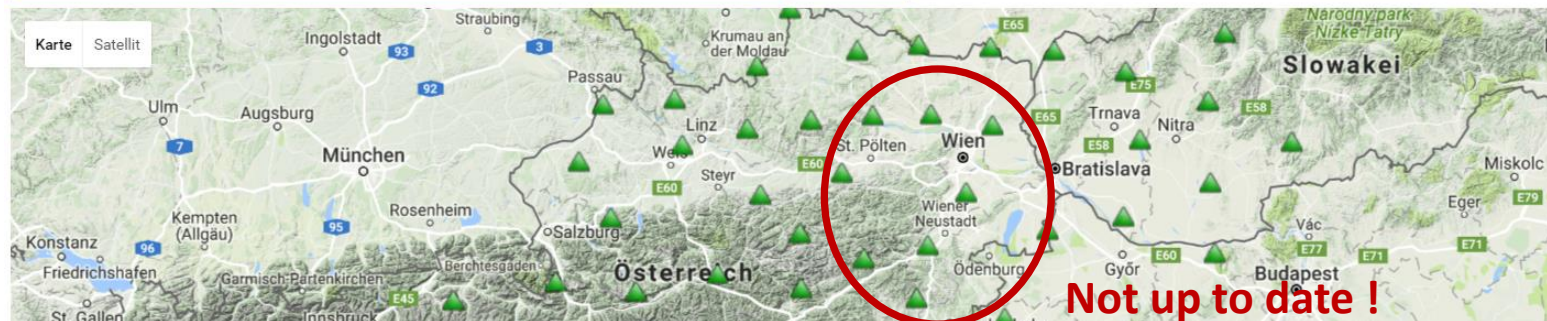 Karte Satellit
Straubing
Ingolstadt
93
3
92
Passau
Krumau an
der Moldau
E65
Národný park
Nízke Tatry
Slowakei
E75
E58
Ulm
Augsburg
7
München
Linz
Wels
Steyr
E60
E60
St. Pölten
Wien
E65
Trnava
Nitra
E58
Bratislava
Miskolc
Kempten
(Allgäu)
95
Rosenheim
Salzburg
Wiener
Neustadt
Vác
Eger
E79
Konstanz
96
Friedrichshafen
Garmisch-Partenkirchen
Berchtesgaden
Österreich
Ödenburg
Győr
E60
E77
E71
E71
Budapest
St. Gallen
E45
Innsbruck
Not up to date !